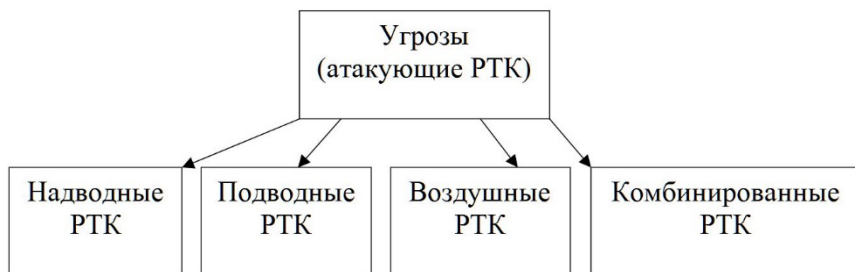 Угрозы
(атакующие РТК)
Надводные
РТК
Подводные
РТК
Воздушные
РТК
Комбинированные
РТК